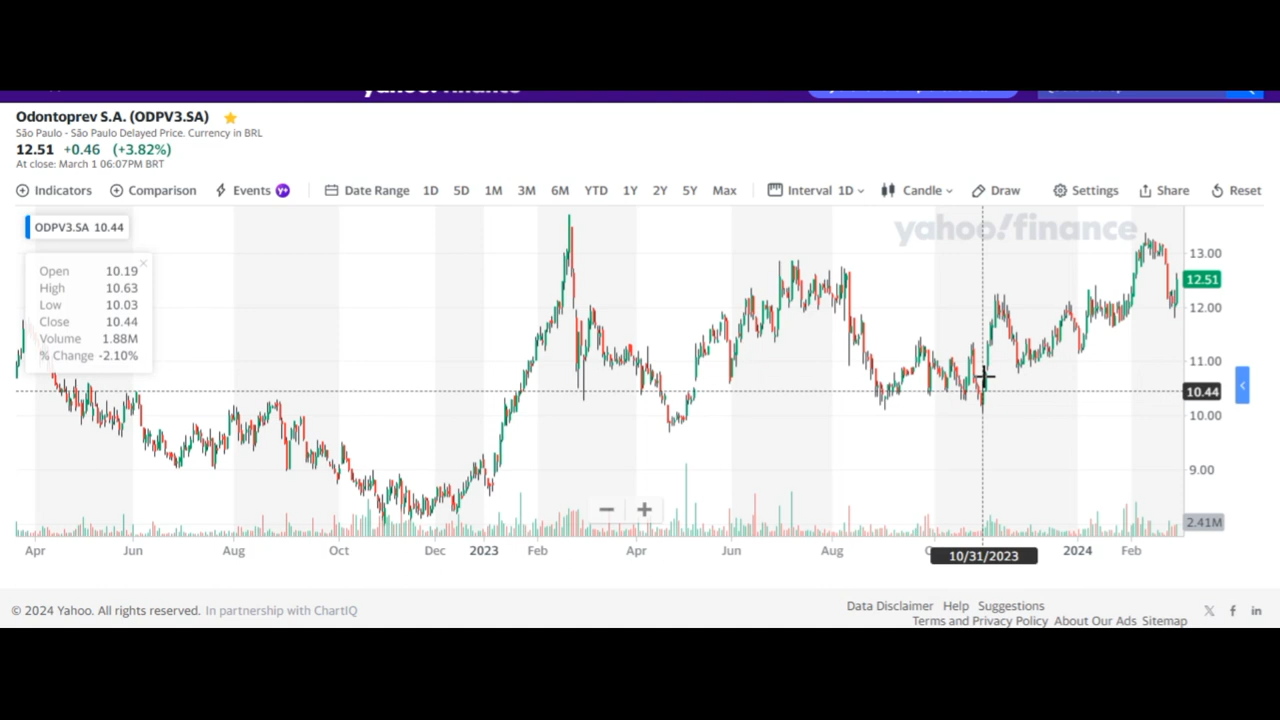 yahoo! finance
Odontoprev S.A. (ODPV3.SA)
São Paulo - São Paulo Delayed Price. Currency in BRL
12.51 +0.46 (+3.82%)
At close: March 1 06:07PM BRT
Indicators Comparison Events Y+ Date Range 1D 5D 1M 3M 6M YTD 1Y 2Y 5Y Max Interval 1D Candle Draw Settings Share Reset
ODPV3.SA 10.44
yahoo!finance
Open 10.19
High 10.63
Low 10.03
Close 10.44
Volume 1.88M
% Change -2.10%
13.00
12.51
12.00
11.00
10.44
10.00
9.00
2.41M
Apr Jun Aug Oct Dec 2023 Feb Apr Jun Aug 10/31/2023 2024 Feb
© 2024 Yahoo. All rights reserved. In partnership with ChartIQ
Data Disclaimer Help Suggestions
Terms and Privacy Policy About Our Ads Sitemap